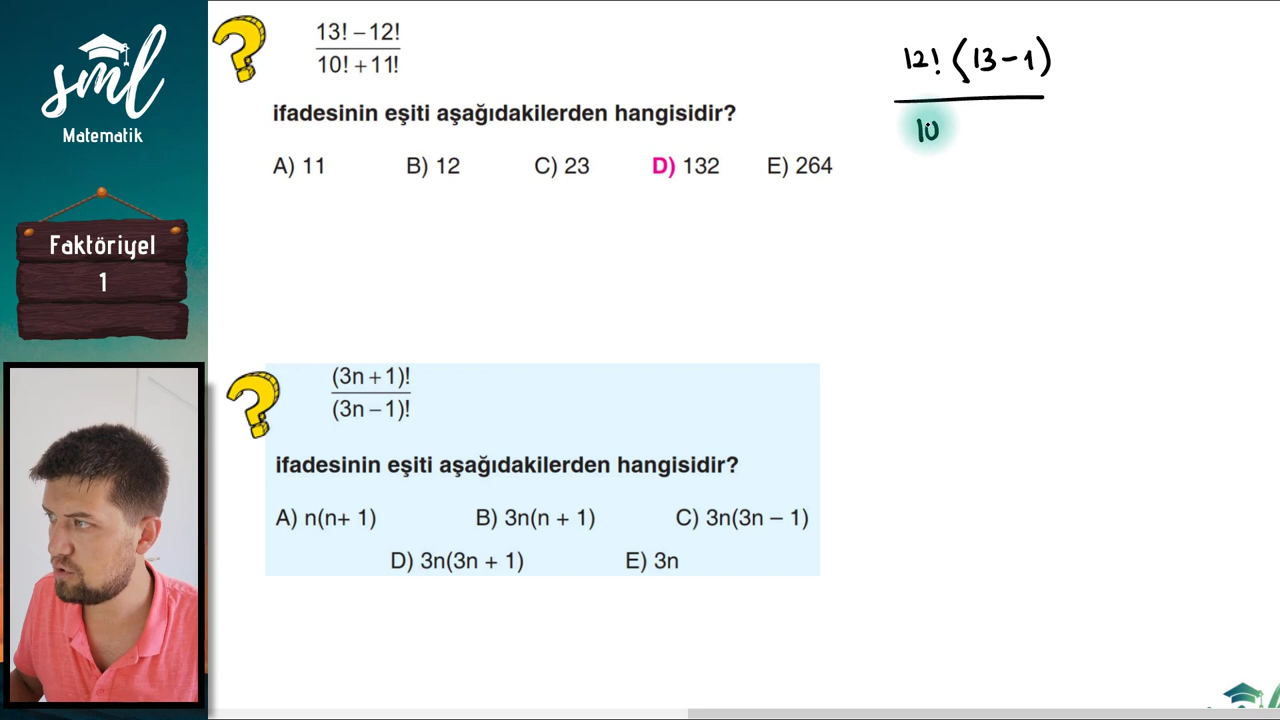 sml
Matematik
Faktöriyel
1
13! – 12!
10! + 11!
ifadesinin eşiti aşağıdakilerden hangisidir?
A) 11 B) 12 C) 23 D) 132 E) 264
12! (13 – 1)
10
(3n + 1)!
(3n – 1)!
ifadesinin eşiti aşağıdakilerden hangisidir?
A) n(n+ 1) B) 3n(n + 1) C) 3n(3n – 1)
D) 3n(3n + 1) E) 3n